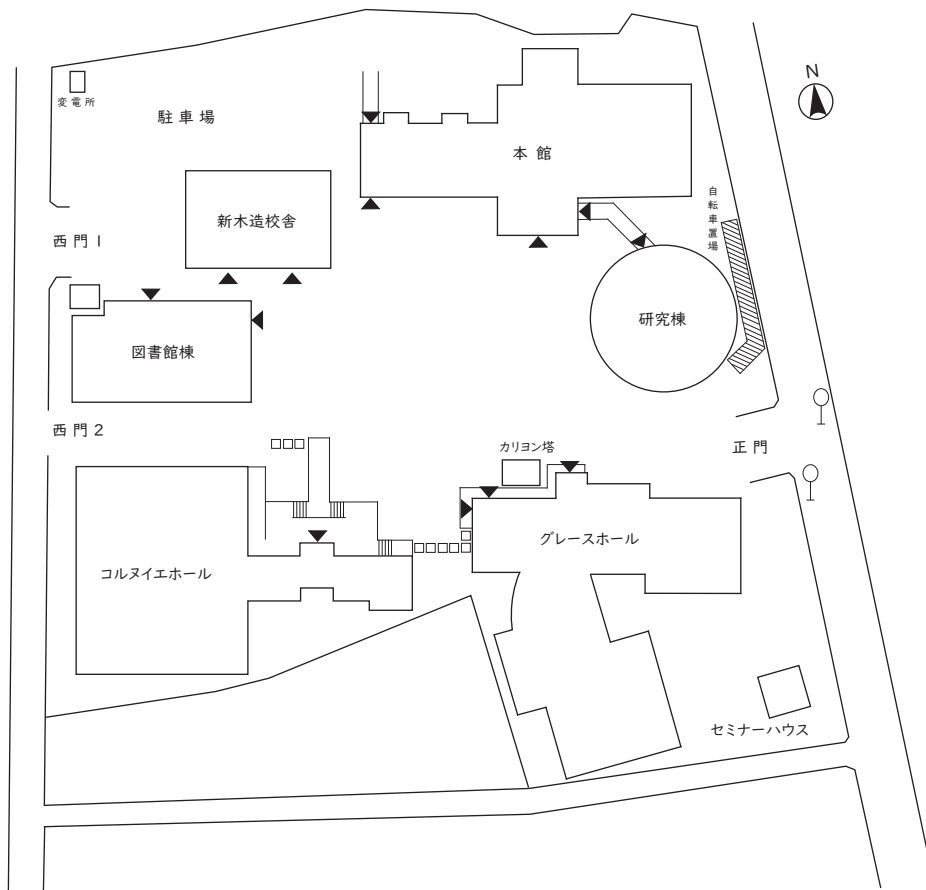 N
変電所
駐車場
本館
自転車置場
新木造校舎
西門1
研究棟
図書館棟
西門2
カリヨン塔
正門
グレースホール
コルヌイエホール
セミナーハウス